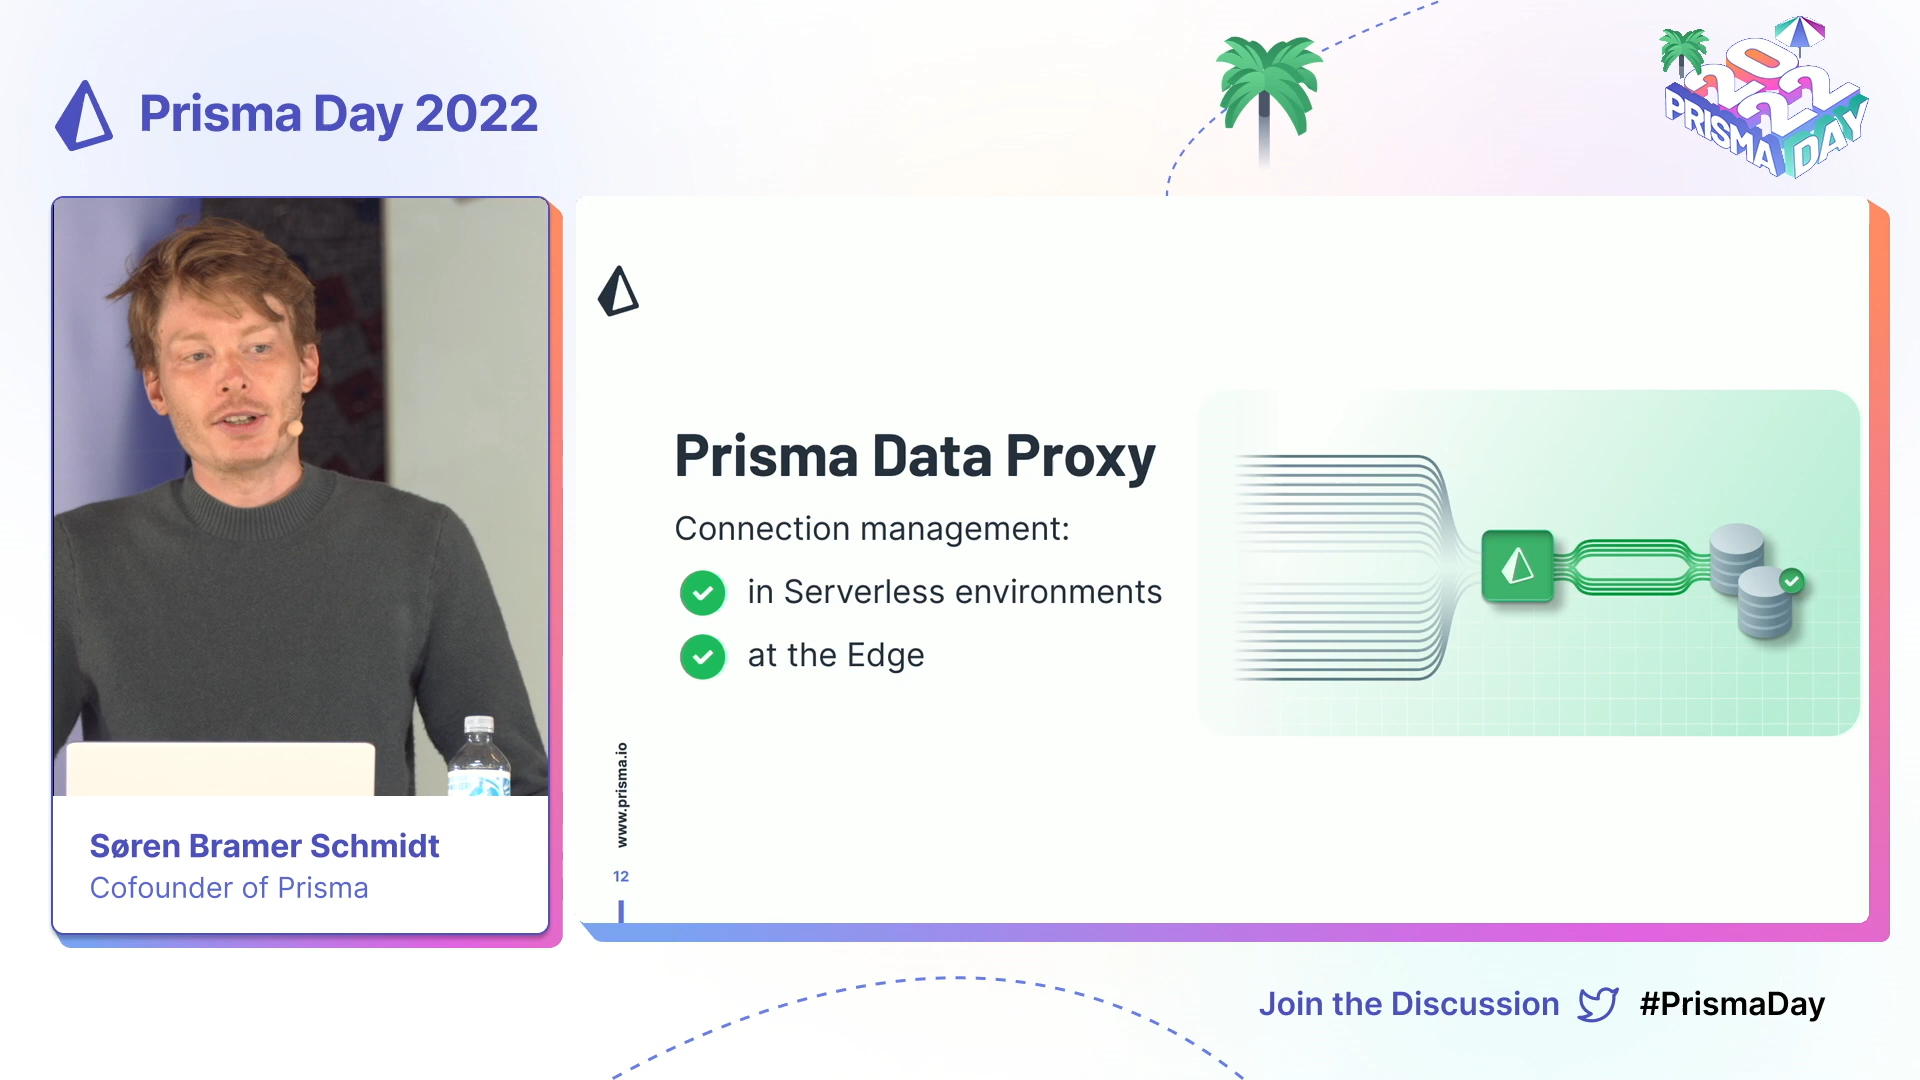 Prisma Day 2022
2022
PRISMA DAY
Prisma Data Proxy
Connection management:
in Serverless environments
at the Edge
www.prisma.io
12
Søren Bramer Schmidt
Cofounder of Prisma
Join the Discussion #PrismaDay